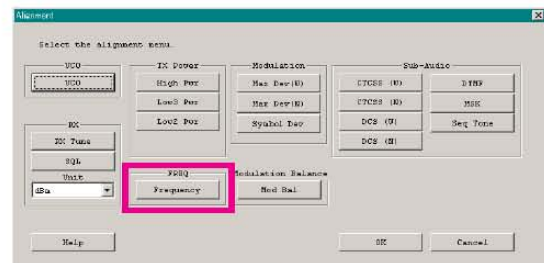 Alignment
Select the alignment menu.
VCO
VCO
TX Power
High Pwr
Low3 Pwr
Low2 Pwr
Modulation
Max Dev(W)
Max Dev(N)
Symbol Dev
Sub-Audio
CTCSS (W)
CTCSS (N)
DCS (W)
DCS (N)
DTMF
MSK
Seq Tone
RX
RX Tune
SQL
Unit
dBm
FREQ
Frequency
Modulation Balance
Mod Bal
Help
OK
Cancel